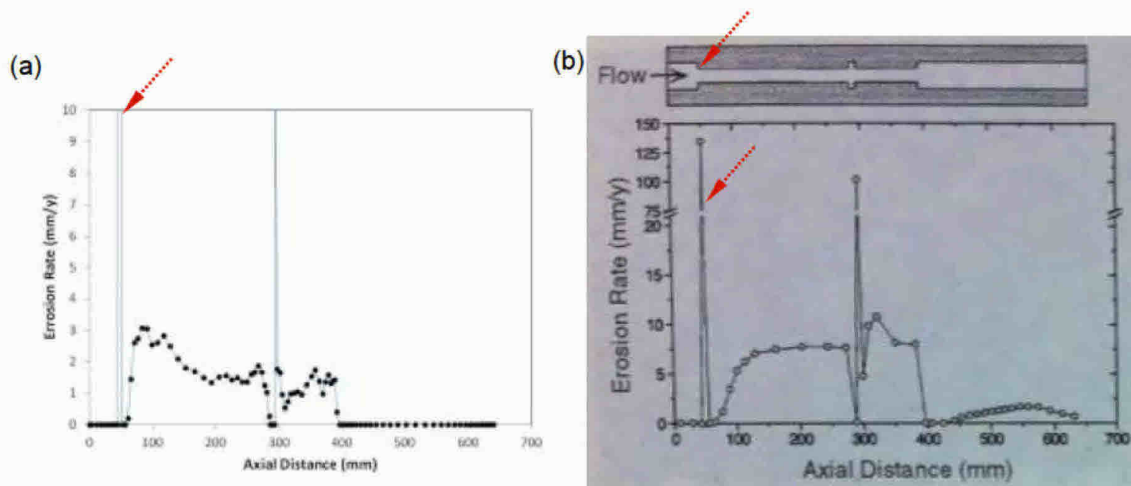 (a)
Errosion Rate (mm/y)
10
9
8
7
6
5
4
3
2
1
0
0 100 200 300 400 500 600 700
Axial Distance (mm)
(b)
Flow
Erosion Rate (mm/y)
150
125
100
75
20
15
10
5
0
0 100 200 300 400 500 600 700
Axial Distance (mm)